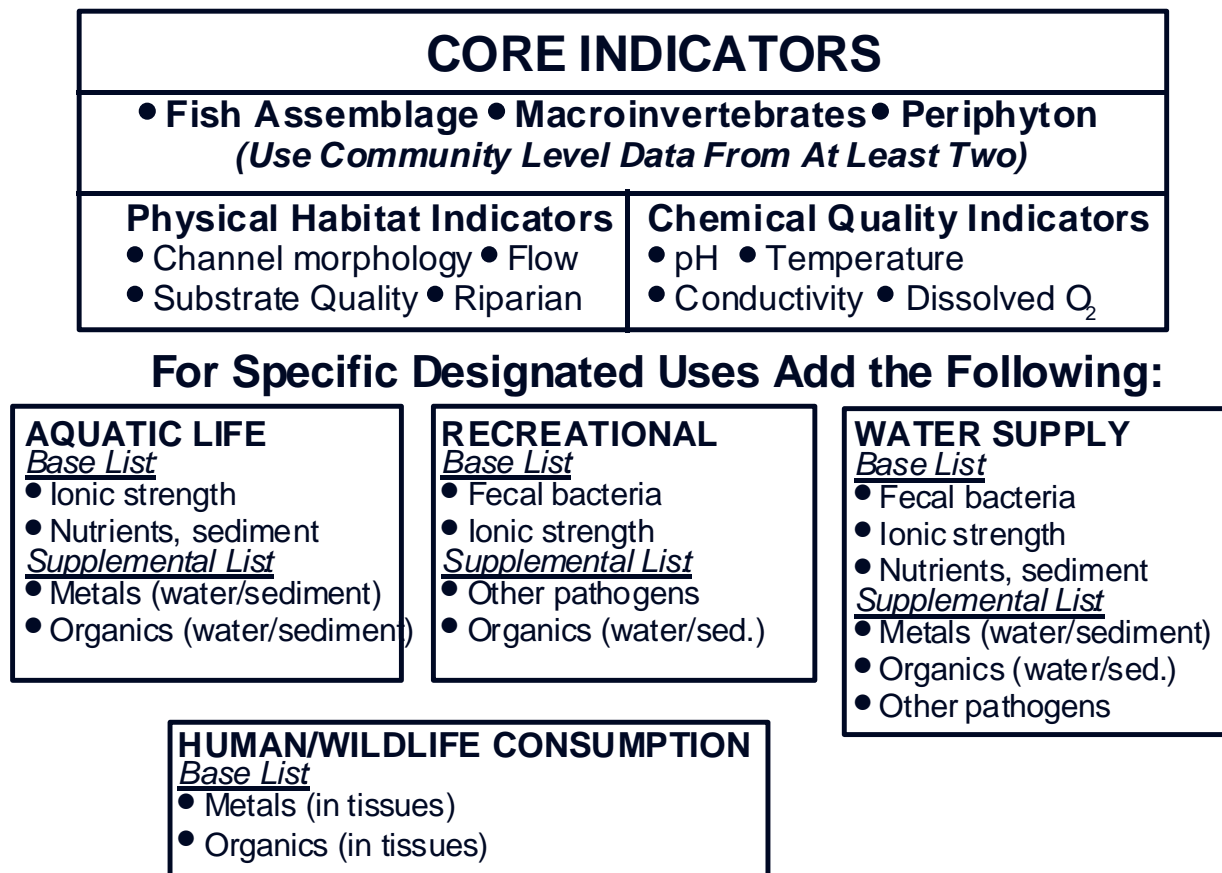 CORE INDICATORS
● Fish Assemblage ● Macroinvertebrates ● Periphyton
(Use Community Level Data From At Least Two)
Physical Habitat Indicators
● Channel morphology ● Flow
● Substrate Quality ● Riparian
Chemical Quality Indicators
● pH ● Temperature
● Conductivity ● Dissolved O₂
For Specific Designated Uses Add the Following:
AQUATIC LIFE
Base List
● Ionic strength
● Nutrients, sediment
Supplemental List
● Metals (water/sediment)
● Organics (water/sediment)
RECREATIONAL
Base List
● Fecal bacteria
● Ionic strength
Supplemental List
● Other pathogens
● Organics (water/sed.)
WATER SUPPLY
Base List
● Fecal bacteria
● Ionic strength
● Nutrients, sediment
Supplemental List
● Metals (water/sediment)
● Organics (water/sed.)
● Other pathogens
HUMAN/WILDLIFE CONSUMPTION
Base List
● Metals (in tissues)
● Organics (in tissues)